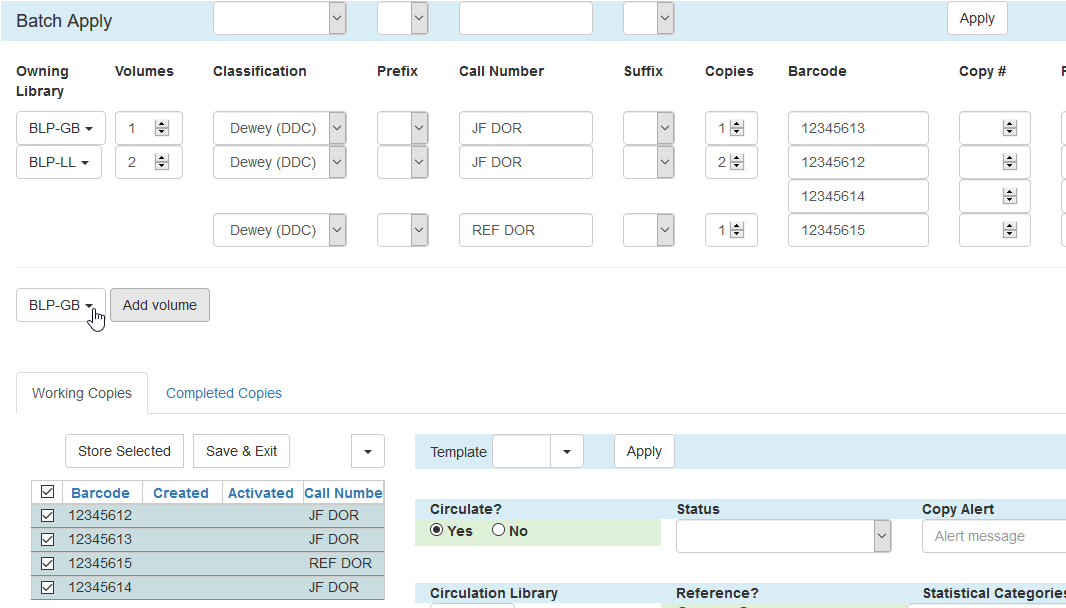 Batch Apply Apply
Owning Library Volumes Classification Prefix Call Number Suffix Copies Barcode Copy #
BLP-GB 1 Dewey (DDC) JF DOR 1 12345613
BLP-LL 2 Dewey (DDC) JF DOR 2 12345612
12345614
Dewey (DDC) REF DOR 1 12345615
BLP-GB Add volume
Working Copies Completed Copies
Store Selected Save & Exit Template Apply
Barcode Created Activated Call Numbe
12345612 JF DOR
12345613 JF DOR
12345615 REF DOR
12345614 JF DOR
Circulate? Status Copy Alert
Yes No Alert message
Circulation Library Reference? Statistical Categories